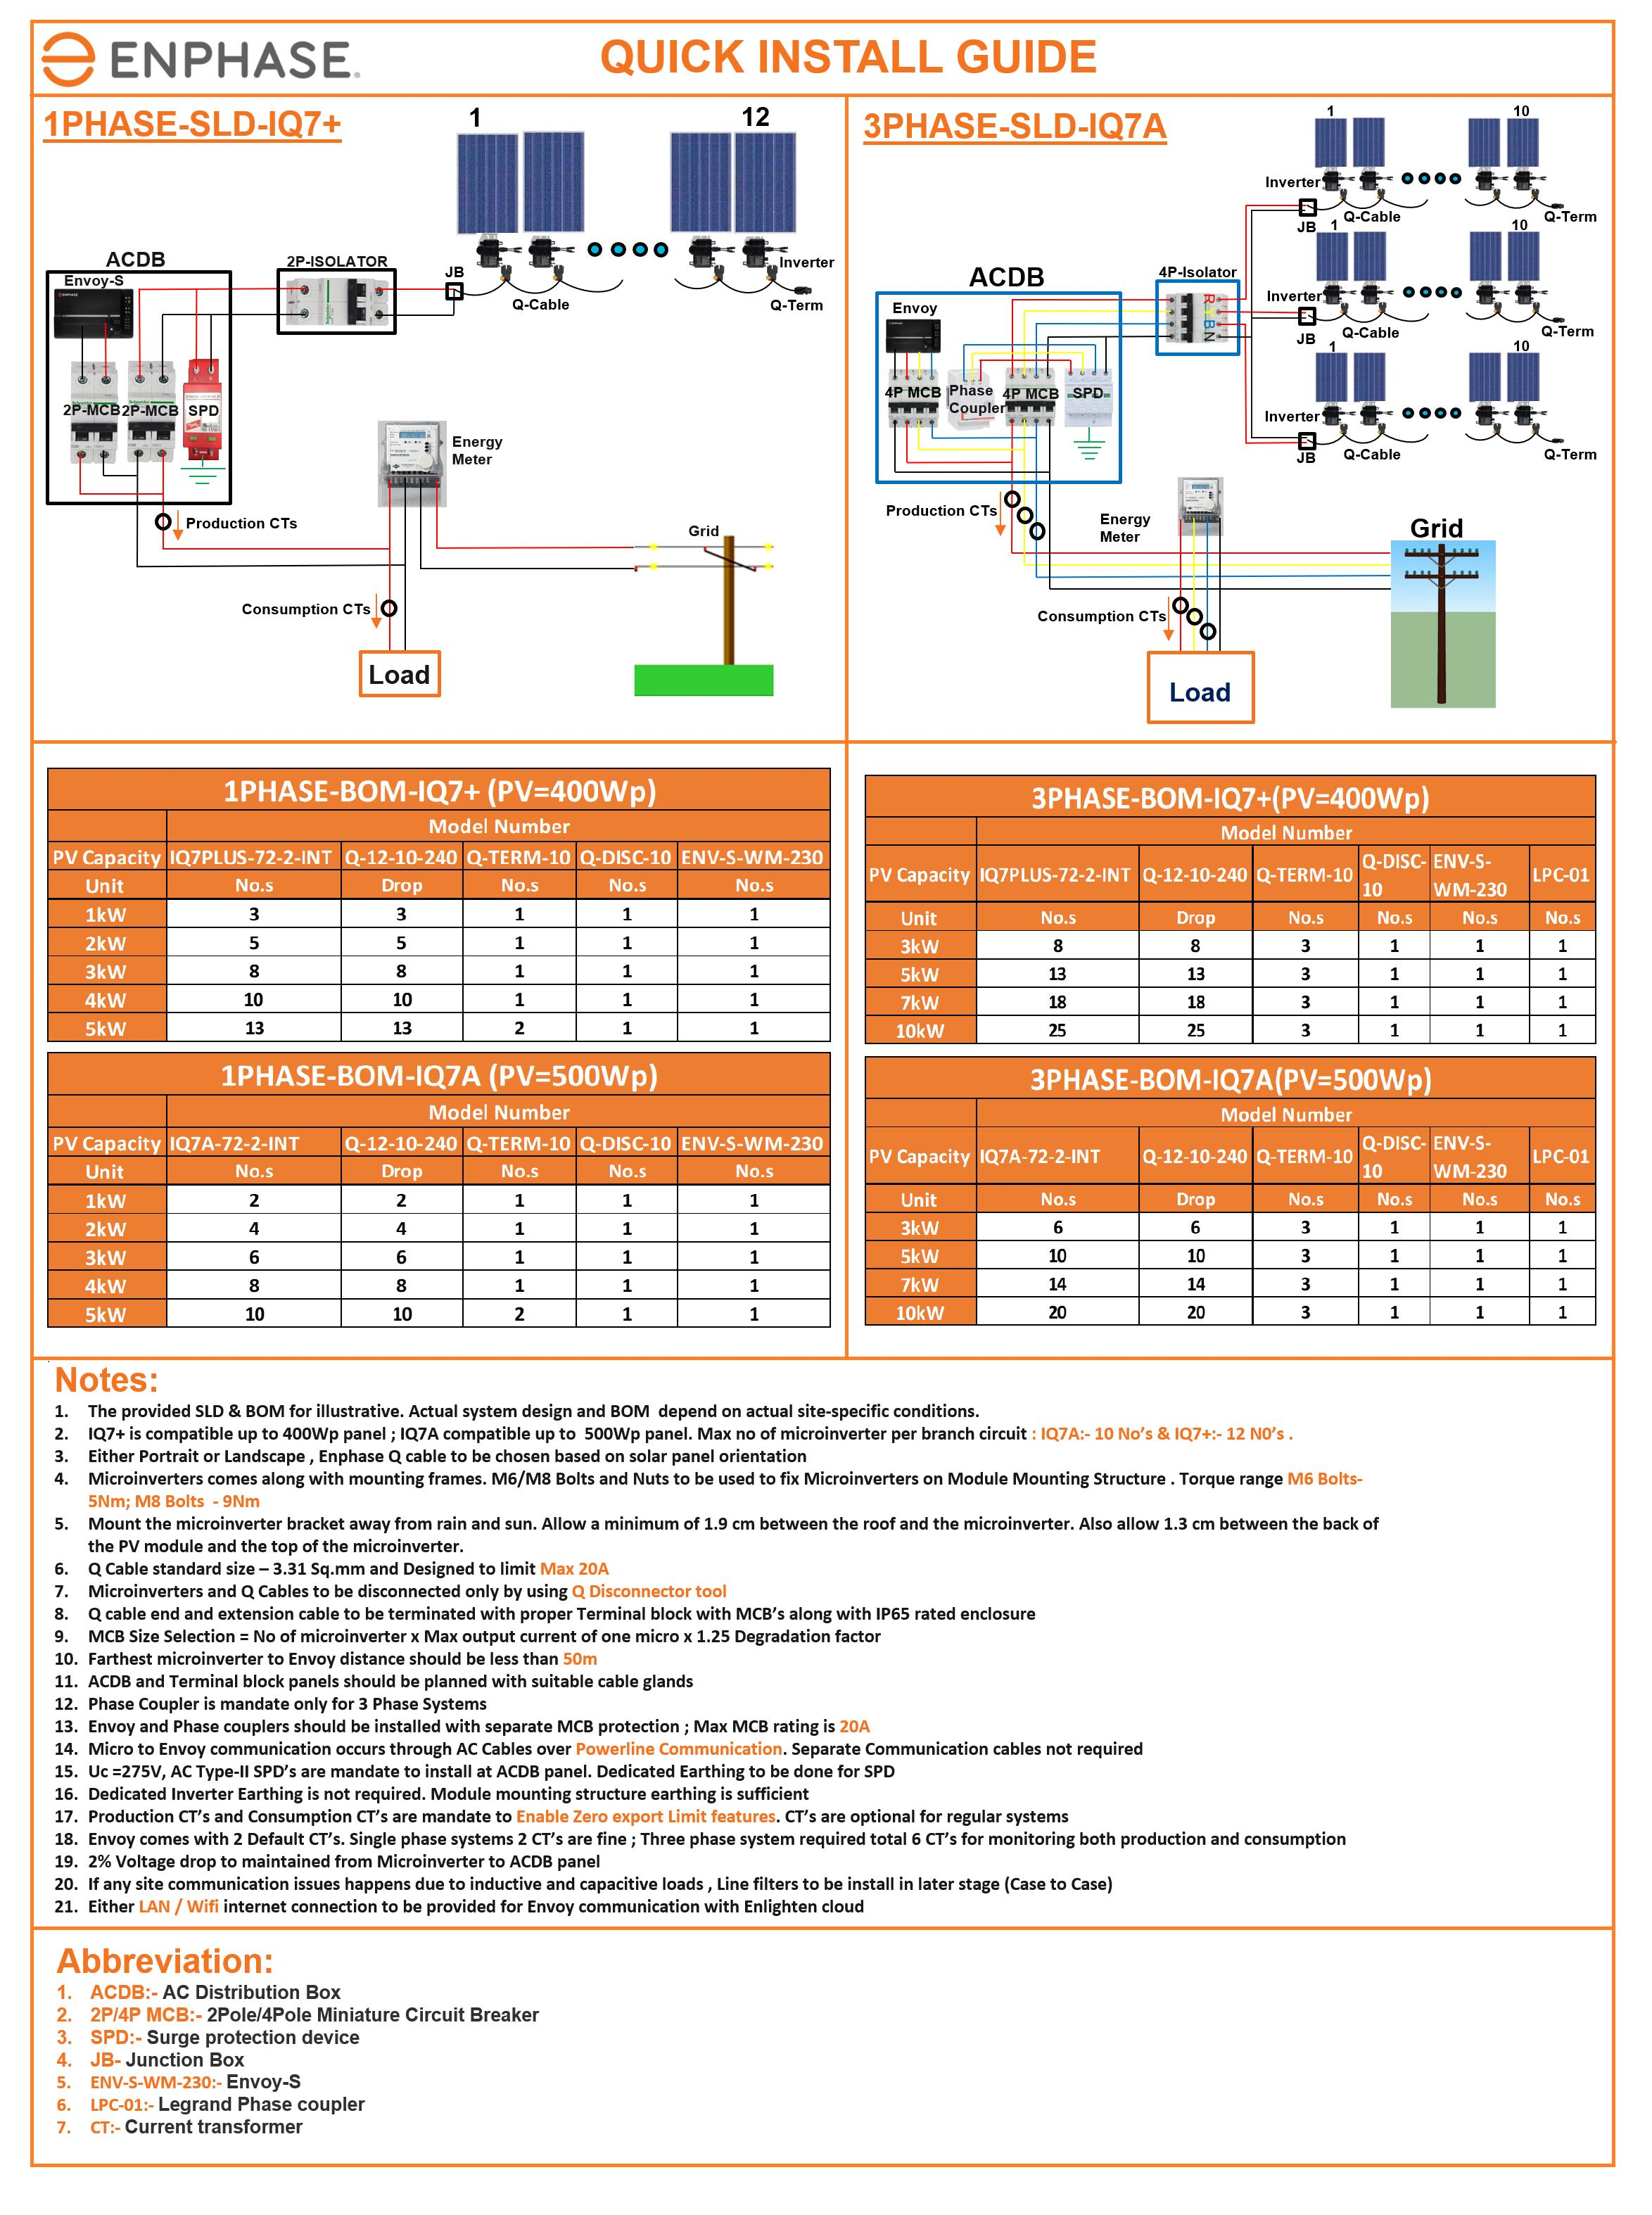 ENPHASE.
QUICK INSTALL GUIDE
1PHASE-SLD-IQ7+
1
12
ACDB
Envoy-S
ENPHASE
2P-ISOLATOR
JB
Q-Cable
Inverter
Q-Term
2P-MCB
2P-MCB
SPD
Energy
Meter
Production CTs
Grid
Consumption CTs
Load
3PHASE-SLD-IQ7A
1
10
Inverter
JB
Q-Cable
Q-Term
1
10
Inverter
JB
Q-Cable
Q-Term
1
10
Inverter
JB
Q-Cable
Q-Term
ACDB
4P-Isolator
R
Y
B
N
Envoy
ENPHASE
4P MCB
Phase
Coupler
4P MCB
SPD
Production CTs
Energy
Meter
Grid
Consumption CTs
Load
1PHASE-BOM-IQ7+ (PV=400Wp)
Model Number
PV Capacity IQ7PLUS-72-2-INT Q-12-10-240 Q-TERM-10 Q-DISC-10 ENV-S-WM-230
Unit No.s Drop No.s No.s No.s
1kW 3 3 1 1 1
2kW 5 5 1 1 1
3kW 8 8 1 1 1
4kW 10 10 1 1 1
5kW 13 13 2 1 1
1PHASE-BOM-IQ7A (PV=500Wp)
Model Number
PV Capacity IQ7A-72-2-INT Q-12-10-240 Q-TERM-10 Q-DISC-10 ENV-S-WM-230
Unit No.s Drop No.s No.s No.s
1kW 2 2 1 1 1
2kW 4 4 1 1 1
3kW 6 6 1 1 1
4kW 8 8 1 1 1
5kW 10 10 2 1 1
3PHASE-BOM-IQ7+(PV=400Wp)
Model Number
PV Capacity IQ7PLUS-72-2-INT Q-12-10-240 Q-TERM-10 Q-DISC-10 ENV-S-WM-230 LPC-01
Unit No.s Drop No.s No.s No.s No.s
3kW 8 8 3 1 1 1
5kW 13 13 3 1 1 1
7kW 18 18 3 1 1 1
10kW 25 25 3 1 1 1
3PHASE-BOM-IQ7A(PV=500Wp)
Model Number
PV Capacity IQ7A-72-2-INT Q-12-10-240 Q-TERM-10 Q-DISC-10 ENV-S-WM-230 LPC-01
Unit No.s Drop No.s No.s No.s No.s
3kW 6 6 3 1 1 1
5kW 10 10 3 1 1 1
7kW 14 14 3 1 1 1
10kW 20 20 3 1 1 1
Notes:
1. The provided SLD & BOM for illustrative. Actual system design and BOM depend on actual site-specific conditions.
2. IQ7+ is compatible up to 400Wp panel ; IQ7A compatible up to 500Wp panel. Max no of microinverter per branch circuit : IQ7A:- 10 No's & IQ7+:- 12 N0's .
3. Either Portrait or Landscape , Enphase Q cable to be chosen based on solar panel orientation
4. Microinverters comes along with mounting frames. M6/M8 Bolts and Nuts to be used to fix Microinverters on Module Mounting Structure . Torque range M6 Bolts-
5Nm; M8 Bolts - 9Nm
5. Mount the microinverter bracket away from rain and sun. Allow a minimum of 1.9 cm between the roof and the microinverter. Also allow 1.3 cm between the back of
the PV module and the top of the microinverter.
6. Q Cable standard size – 3.31 Sq.mm and Designed to limit Max 20A
7. Microinverters and Q Cables to be disconnected only by using Q Disconnector tool
8. Q cable end and extension cable to be terminated with proper Terminal block with MCB's along with IP65 rated enclosure
9. MCB Size Selection = No of microinverter x Max output current of one micro x 1.25 Degradation factor
10. Farthest microinverter to Envoy distance should be less than 50m
11. ACDB and Terminal block panels should be planned with suitable cable glands
12. Phase Coupler is mandate only for 3 Phase Systems
13. Envoy and Phase couplers should be installed with separate MCB protection ; Max MCB rating is 20A
14. Micro to Envoy communication occurs through AC Cables over Powerline Communication. Separate Communication cables not required
15. Uc =275V, AC Type-II SPD's are mandate to install at ACDB panel. Dedicated Earthing to be done for SPD
16. Dedicated Inverter Earthing is not required. Module mounting structure earthing is sufficient
17. Production CT's and Consumption CT's are mandate to Enable Zero export Limit features. CT's are optional for regular systems
18. Envoy comes with 2 Default CT's. Single phase systems 2 CT's are fine ; Three phase system required total 6 CT's for monitoring both production and consumption
19. 2% Voltage drop to maintained from Microinverter to ACDB panel
20. If any site communication issues happens due to inductive and capacitive loads , Line filters to be install in later stage (Case to Case)
21. Either LAN / Wifi internet connection to be provided for Envoy communication with Enlighten cloud
Abbreviation:
1. ACDB:- AC Distribution Box
2. 2P/4P MCB:- 2Pole/4Pole Miniature Circuit Breaker
3. SPD:- Surge protection device
4. JB- Junction Box
5. ENV-S-WM-230:- Envoy-S
6. LPC-01:- Legrand Phase coupler
7. CT:- Current transformer